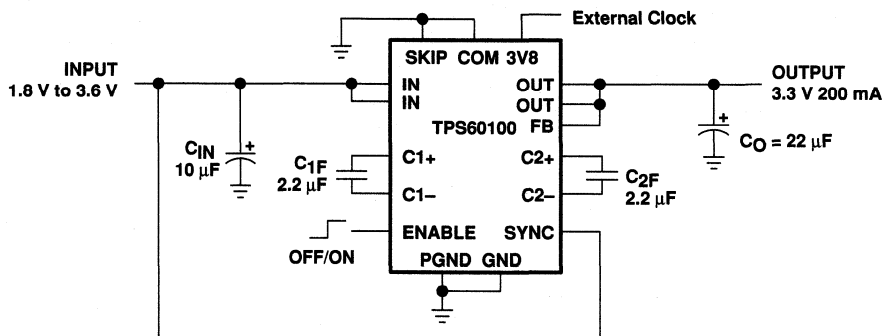 External Clock
SKIP COM 3V8
INPUT
1.8 V to 3.6 V
IN
IN
OUT
OUT
FB
OUTPUT
3.3 V 200 mA
TPS60100
+
CIN
10 µF
+
CO = 22 µF
C1F
2.2 µF
C1+
C1–
C2+
C2–
C2F
2.2 µF
ENABLE
SYNC
OFF/ON
PGND GND